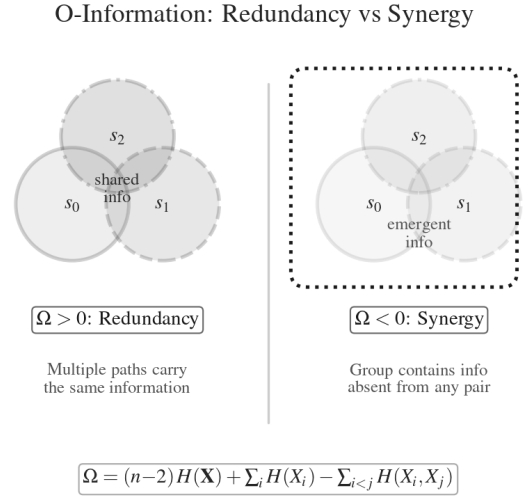 O-Information: Redundancy vs Synergy
s₂
shared
info
s₀
s₁
Ω > 0: Redundancy
Multiple paths carry
the same information
s₂
s₀
s₁
emergent
info
Ω < 0: Synergy
Group contains info
absent from any pair
Ω = (n−2) H(𝐗) + ∑ᵢ H(Xᵢ) − ∑ᵢ<ⱼ H(Xᵢ, Xⱼ)